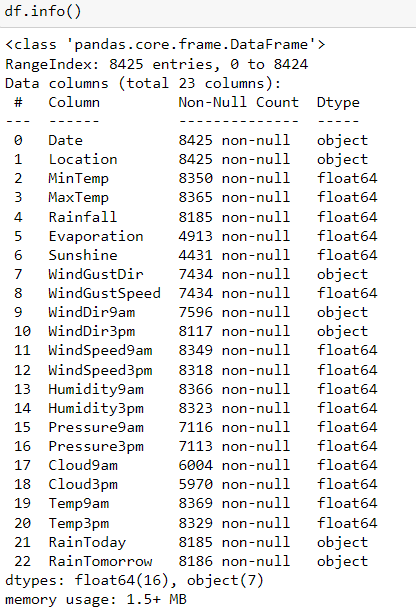 df.info()
<class 'pandas.core.frame.DataFrame'>
RangeIndex: 8425 entries, 0 to 8424
Data columns (total 23 columns):
 #   Column         Non-Null Count  Dtype
---  ------         --------------  -----
 0   Date           8425 non-null   object
 1   Location       8425 non-null   object
 2   MinTemp        8350 non-null   float64
 3   MaxTemp        8365 non-null   float64
 4   Rainfall       8185 non-null   float64
 5   Evaporation    4913 non-null   float64
 6   Sunshine       4431 non-null   float64
 7   WindGustDir    7434 non-null   object
 8   WindGustSpeed  7434 non-null   float64
 9   WindDir9am     7596 non-null   object
 10  WindDir3pm     8117 non-null   object
 11  WindSpeed9am   8349 non-null   float64
 12  WindSpeed3pm   8318 non-null   float64
 13  Humidity9am    8366 non-null   float64
 14  Humidity3pm    8323 non-null   float64
 15  Pressure9am    7116 non-null   float64
 16  Pressure3pm    7113 non-null   float64
 17  Cloud9am       6004 non-null   float64
 18  Cloud3pm       5970 non-null   float64
 19  Temp9am        8369 non-null   float64
 20  Temp3pm        8329 non-null   float64
 21  RainToday      8185 non-null   object
 22  RainTomorrow   8186 non-null   object
dtypes: float64(16), object(7)
memory usage: 1.5+ MB